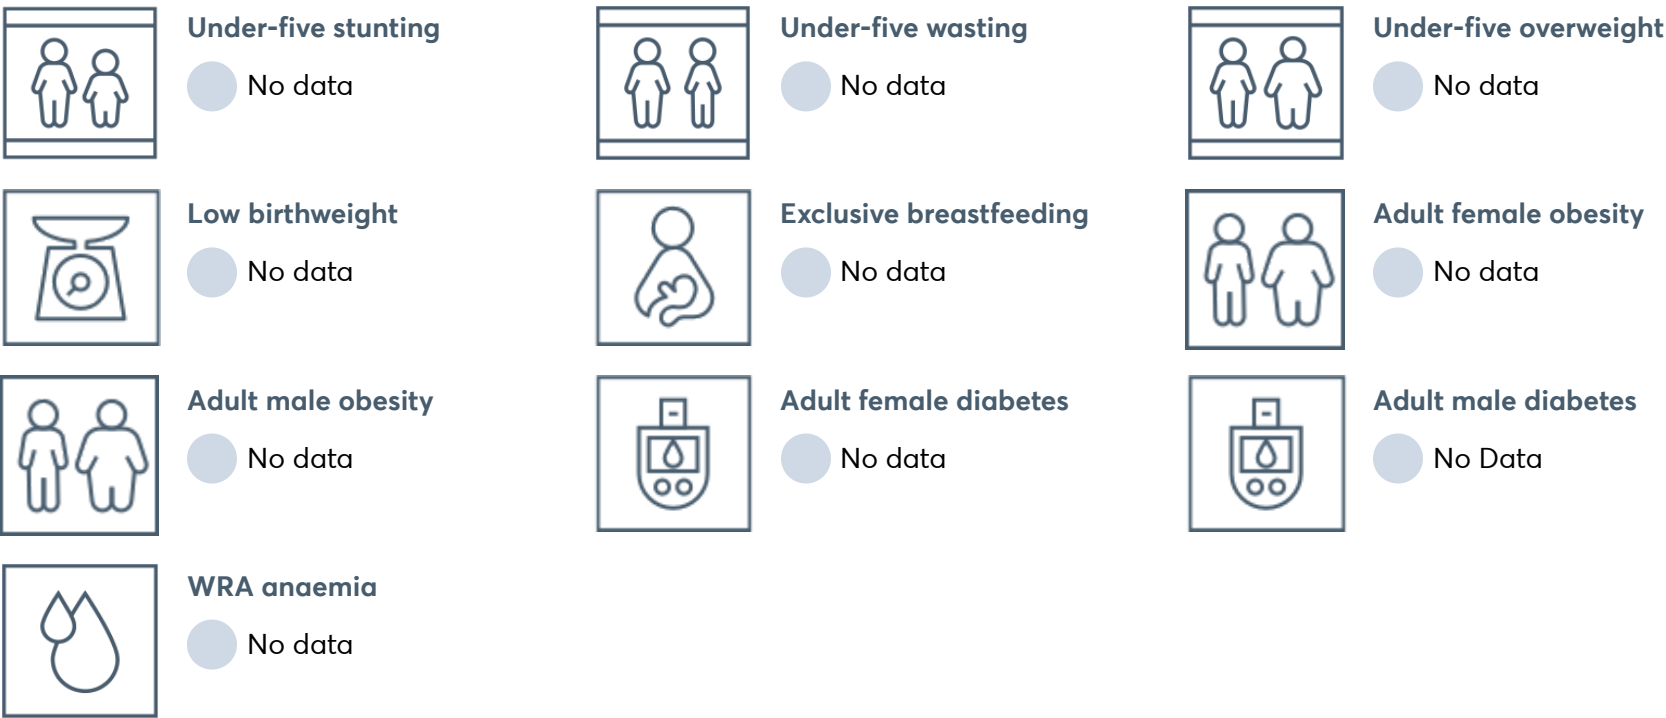 Under-five stunting
No data
Under-five wasting
No data
Under-five overweight
No data
Low birthweight
No data
Exclusive breastfeeding
No data
Adult female obesity
No data
Adult male obesity
No data
Adult female diabetes
No data
Adult male diabetes
No Data
WRA anaemia
No data